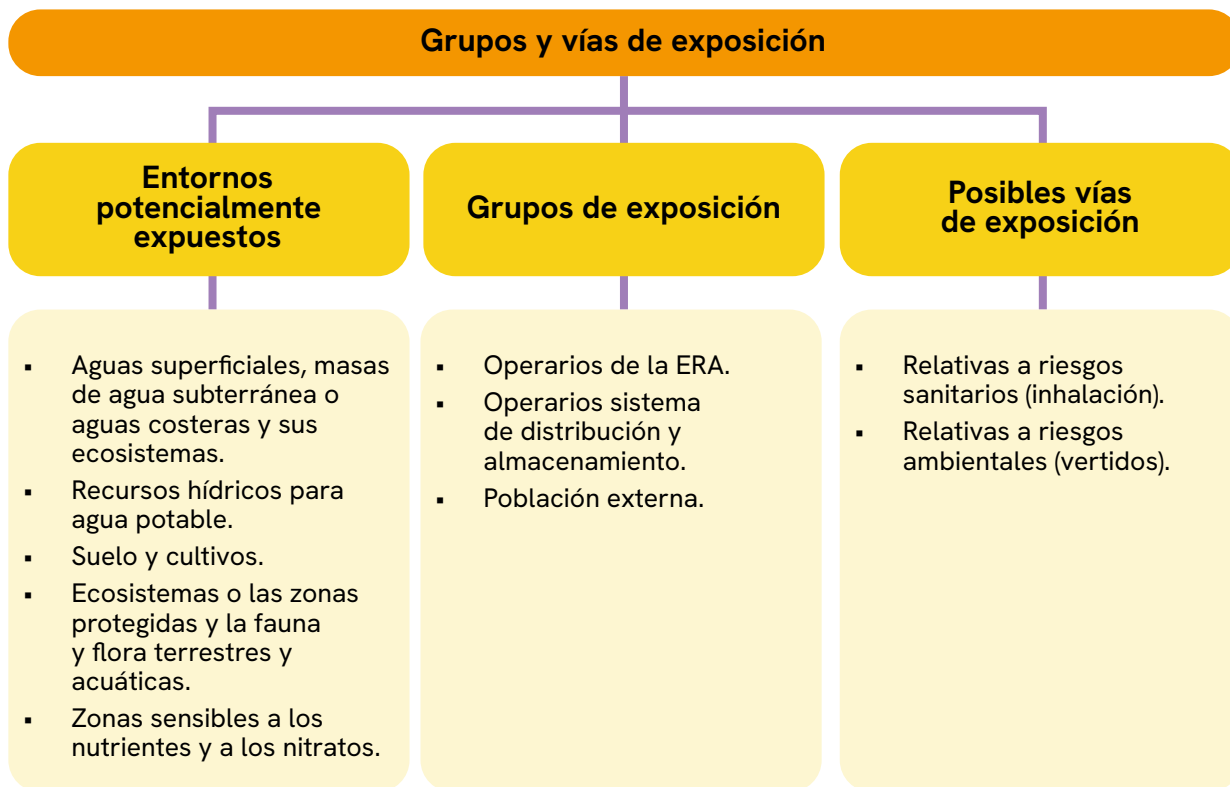 Grupos y vías de exposición
Entornos
potencialmente
expuestos
▪ Aguas superficiales, masas
de agua subterránea o
aguas costeras y sus
ecosistemas.
▪ Recursos hídricos para
agua potable.
▪ Suelo y cultivos.
▪ Ecosistemas o las zonas
protegidas y la fauna
y flora terrestres y
acuáticas.
▪ Zonas sensibles a los
nutrientes y a los nitratos.
Grupos de exposición
▪ Operarios de la ERA.
▪ Operarios sistema
de distribución y
almacenamiento.
▪ Población externa.
Posibles vías
de exposición
▪ Relativas a riesgos
sanitarios (inhalación).
▪ Relativas a riesgos
ambientales (vertidos).